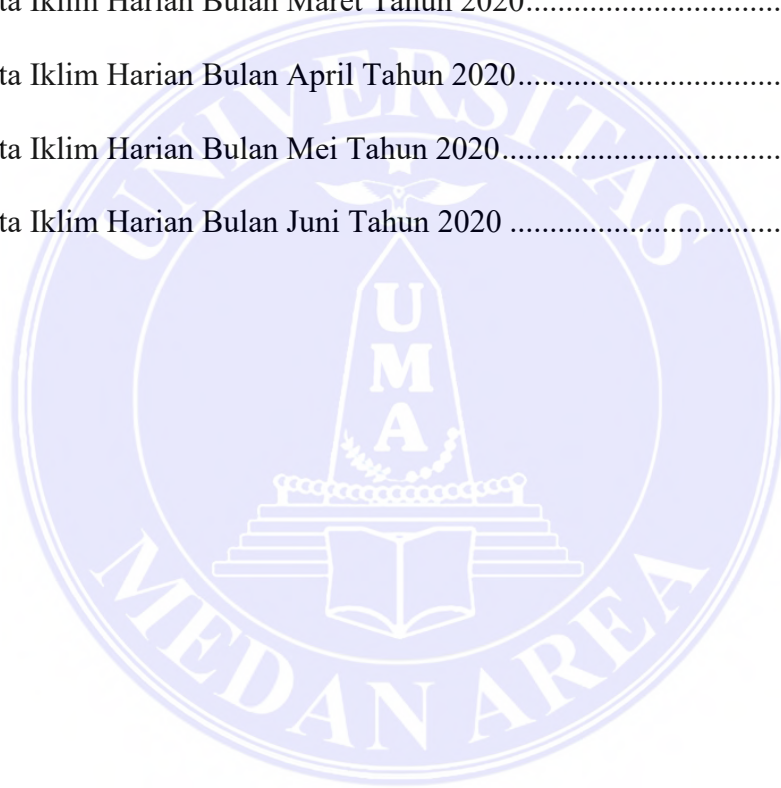 ta Iklim Harian Bulan Maret Tahun 2020................................
ta Iklim Harian Bulan April Tahun 2020.................................
ta Iklim Harian Bulan Mei Tahun 2020...................................
ta Iklim Harian Bulan Juni Tahun 2020 ..................................
UNIVERSITAS
U
M
A
MEDAN AREA